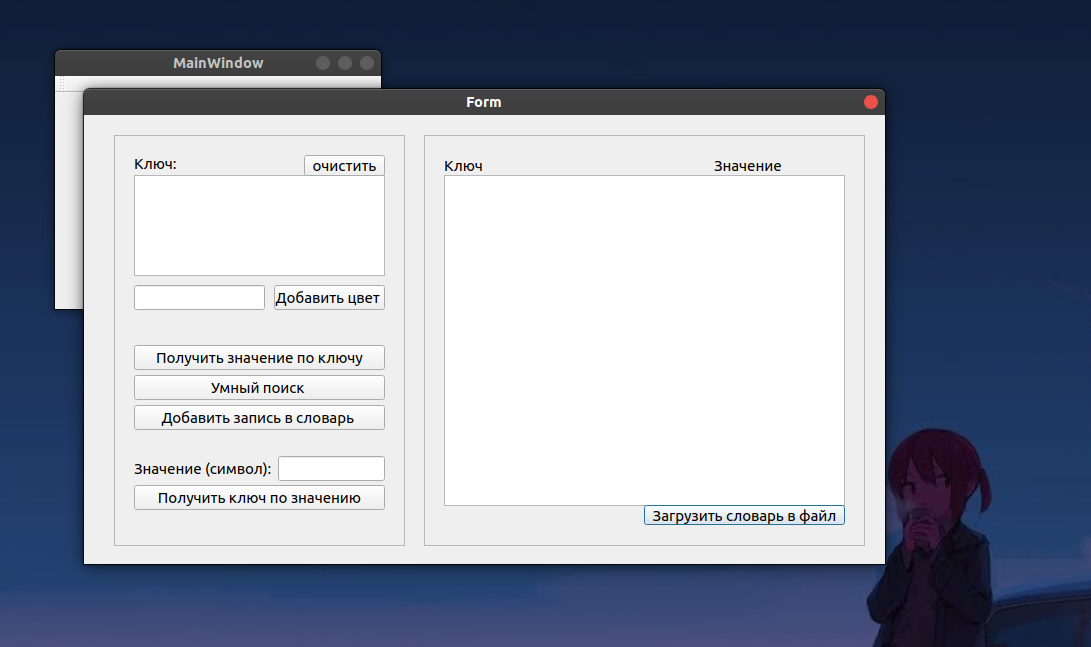 MainWindow
Form
Ключ:
очистить
Добавить цвет
Получить значение по ключу
Умный поиск
Добавить запись в словарь
Значение (символ):
Получить ключ по значению
Ключ
Значение
Загрузить словарь в файл